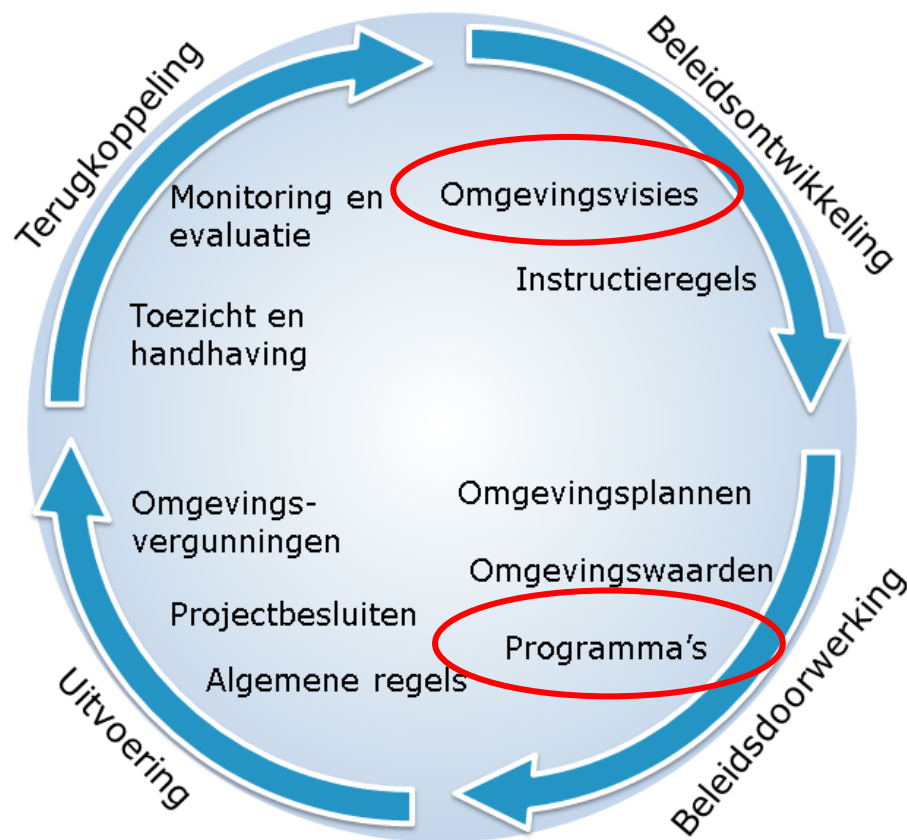 Beleidsontwikkeling
Omgevingsvisies
Instructieregels
Beleidsdoorwerking
Omgevingsplannen
Omgevingswaarden
Programma's
Uitvoering
Omgevings-
vergunningen
Projectbesluiten
Algemene regels
Terugkoppeling
Monitoring en
evaluatie
Toezicht en
handhaving